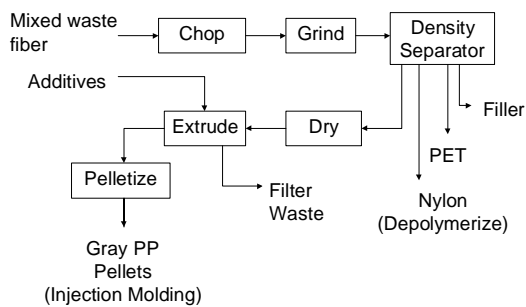 Mixed waste
fiber
Chop
Grind
Density
Separator
Additives
Extrude
Dry
Filler
PET
Pelletize
Filter
Waste
Nylon
(Depolymerize)
Gray PP
Pellets
(Injection Molding)